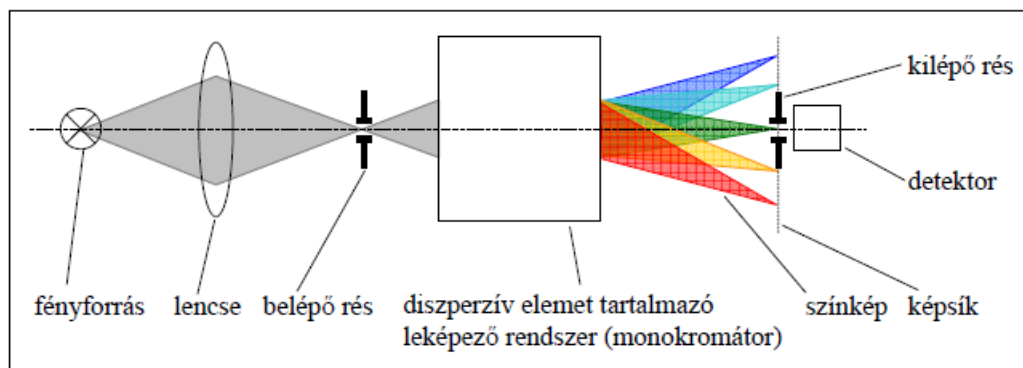 kilépő rés
detektor
fényforrás
lencse
belépő rés
diszperzív elemet tartalmazó
leképező rendszer (monokromátor)
színkép
képsík